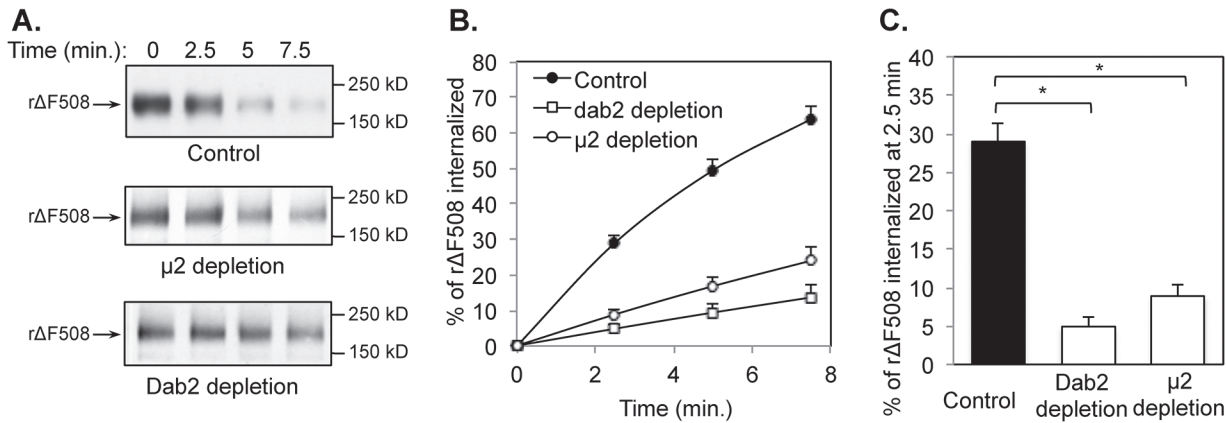 A.
Time (min.): 0 2.5 5 7.5
rΔF508
250 kD
150 kD
Control
rΔF508
250 kD
150 kD
µ2 depletion
rΔF508
250 kD
150 kD
Dab2 depletion
B.
% of rΔF508 internalized
80
70
60
50
40
30
20
10
0
Control
dab2 depletion
µ2 depletion
0 2 4 6 8
Time (min.)
C.
% of rΔF508 internalized at 2.5 min
40
35
30
25
20
15
10
5
0
*
*
Control
Dab2
depletion
µ2
depletion